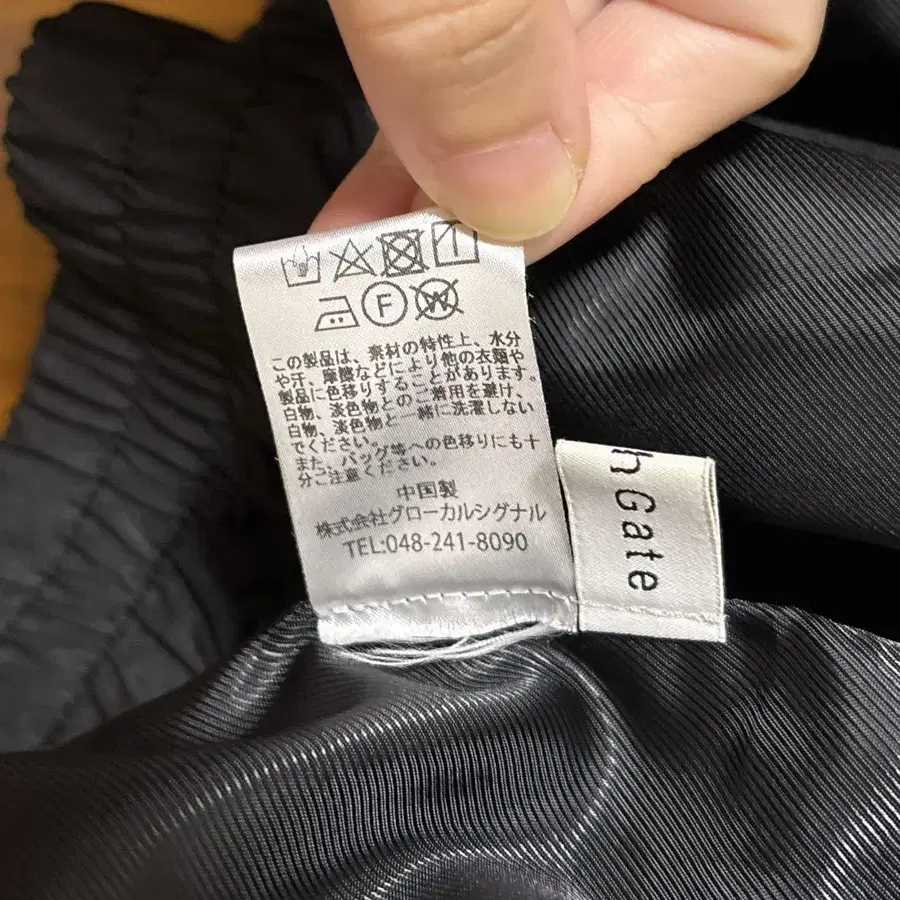 F
W
この製品は、素材の特性上、水分
や汗、摩擦などにより他の衣類や
製品に色移りすることがあります。
白物、淡色物とのご着用を避け、
白物、淡色物と一緒に洗濯しない
でください。
また、バッグ等への色移りにも十
分ご注意ください。
中国製
株式会社グローカルシグナル
TEL:048-241-8090
h Gate